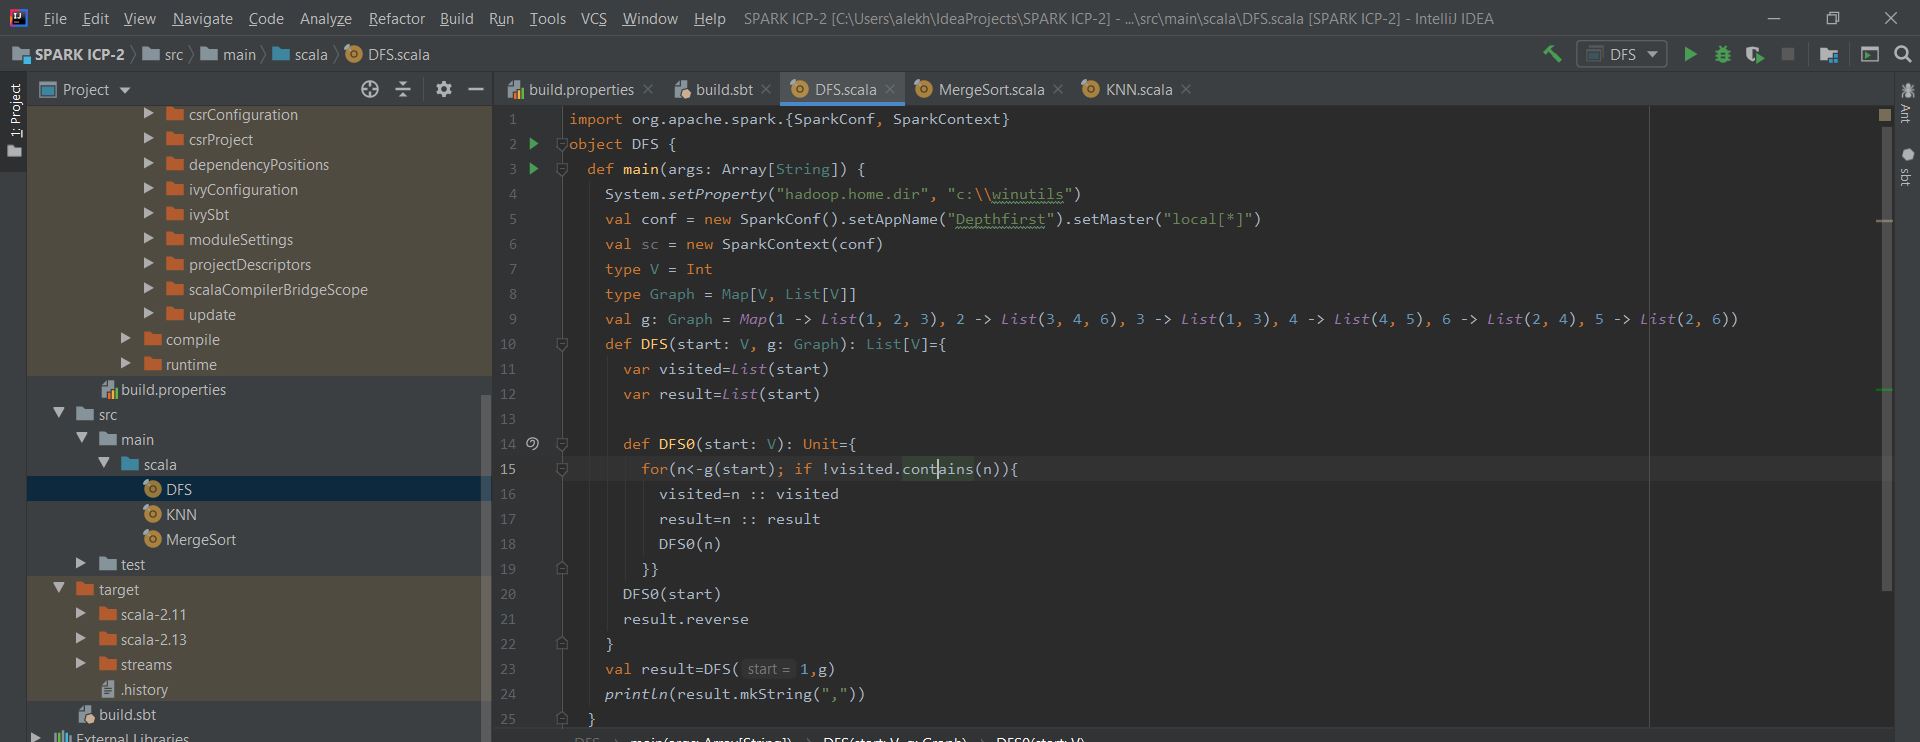 File Edit View Navigate Code Analyze Refactor Build Run Tools VCS Window Help SPARK ICP-2 [C:\Users\alekh\IdeaProjects\SPARK ICP-2] - ...\src\main\scala\DFS.scala [SPARK ICP-2] - IntelliJ IDEA
SPARK ICP-2 src main scala DFS.scala DFS
1: Project
Project
csrConfiguration
csrProject
dependencyPositions
ivyConfiguration
ivySbt
moduleSettings
projectDescriptors
scalaCompilerBridgeScope
update
compile
runtime
build.properties
src
main
scala
DFS
KNN
MergeSort
test
target
scala-2.11
scala-2.13
streams
.history
build.sbt
External Libraries
build.properties build.sbt DFS.scala MergeSort.scala KNN.scala
1 import org.apache.spark.{SparkConf, SparkContext}
2 object DFS {
3 def main(args: Array[String]) {
4 System.setProperty("hadoop.home.dir", "c:\\winutils")
5 val conf = new SparkConf().setAppName("Depthfirst").setMaster("local[*]")
6 val sc = new SparkContext(conf)
7 type V = Int
8 type Graph = Map[V, List[V]]
9 val g: Graph = Map(1 -> List(1, 2, 3), 2 -> List(3, 4, 6), 3 -> List(1, 3), 4 -> List(4, 5), 6 -> List(2, 4), 5 -> List(2, 6))
10 def DFS(start: V, g: Graph): List[V]={
11 var visited=List(start)
12 var result=List(start)
13
14 def DFS0(start: V): Unit={
15 for(n<-g(start); if !visited.contains(n)){
16 visited=n :: visited
17 result=n :: result
18 DFS0(n)
19 }}
20 DFS0(start)
21 result.reverse
22 }
23 val result=DFS( start = 1,g)
24 println(result.mkString(","))
25 }
DFS main(args: Array[String]) DFS(start: V, g: Graph) DFS0(start: V)
Ant
sbt